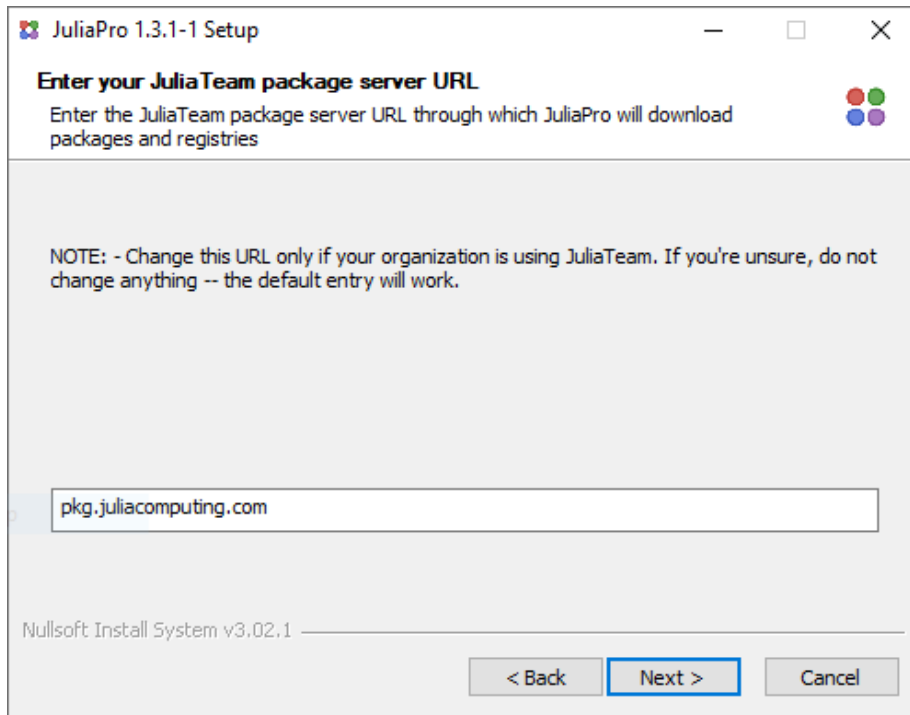 JuliaPro 1.3.1-1 Setup
Enter your JuliaTeam package server URL
Enter the JuliaTeam package server URL through which JuliaPro will download
packages and registries
NOTE: - Change this URL only if your organization is using JuliaTeam. If you're unsure, do not
change anything -- the default entry will work.
pkg.juliacomputing.com
Nullsoft Install System v3.02.1
< Back
Next >
Cancel